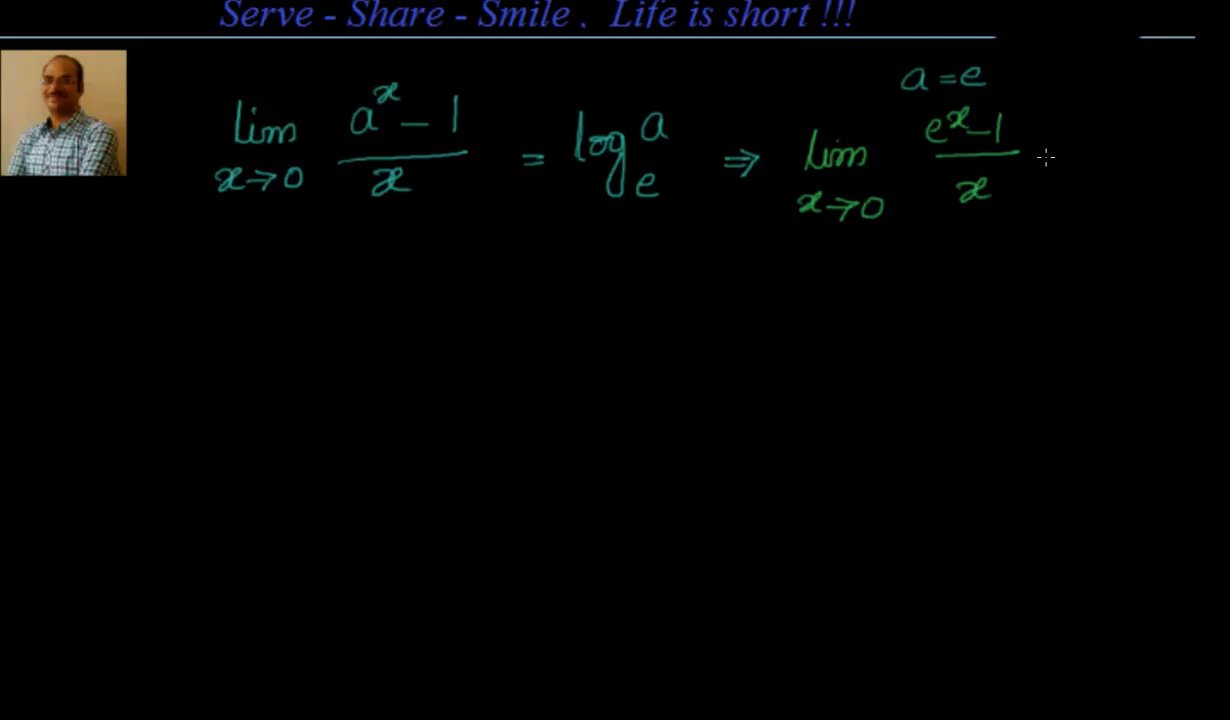 Serve - Share - Smile . Life is short !!!
a = e
lim x→0 (a^x - 1)/x = log_e a ⇒ lim x→0 (e^x - 1)/x